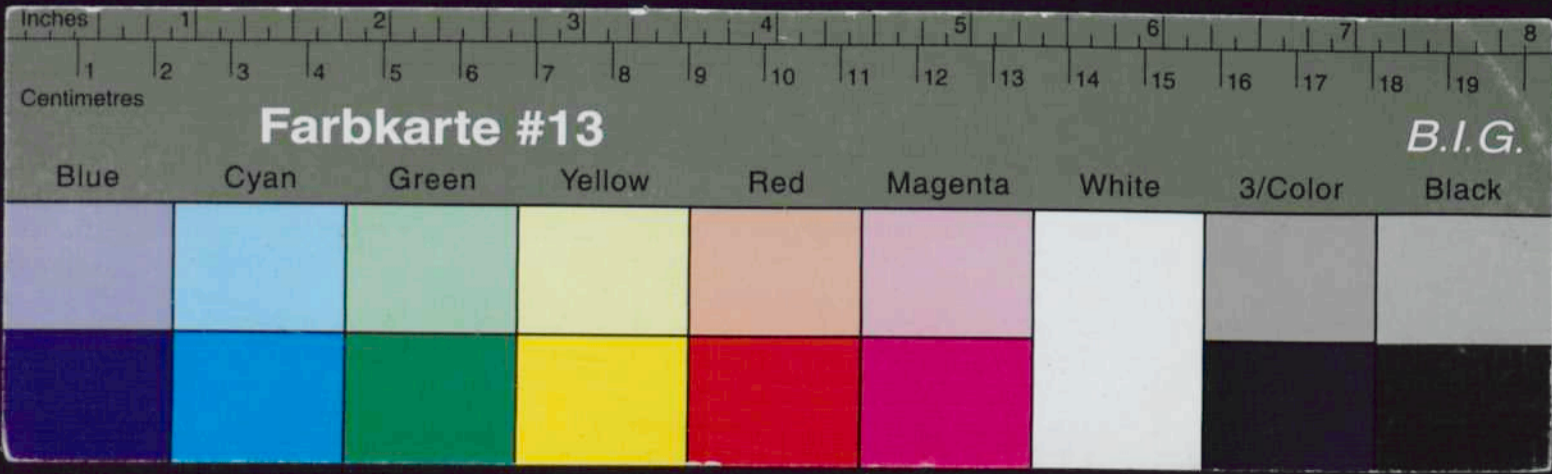 Inches 1 2 3 4 5 6 7 8
1 2 3 4 5 6 7 8 9 10 11 12 13 14 15 16 17 18 19
Centimetres
Farbkarte #13 B.I.G.
Blue Cyan Green Yellow Red Magenta White 3/Color Black